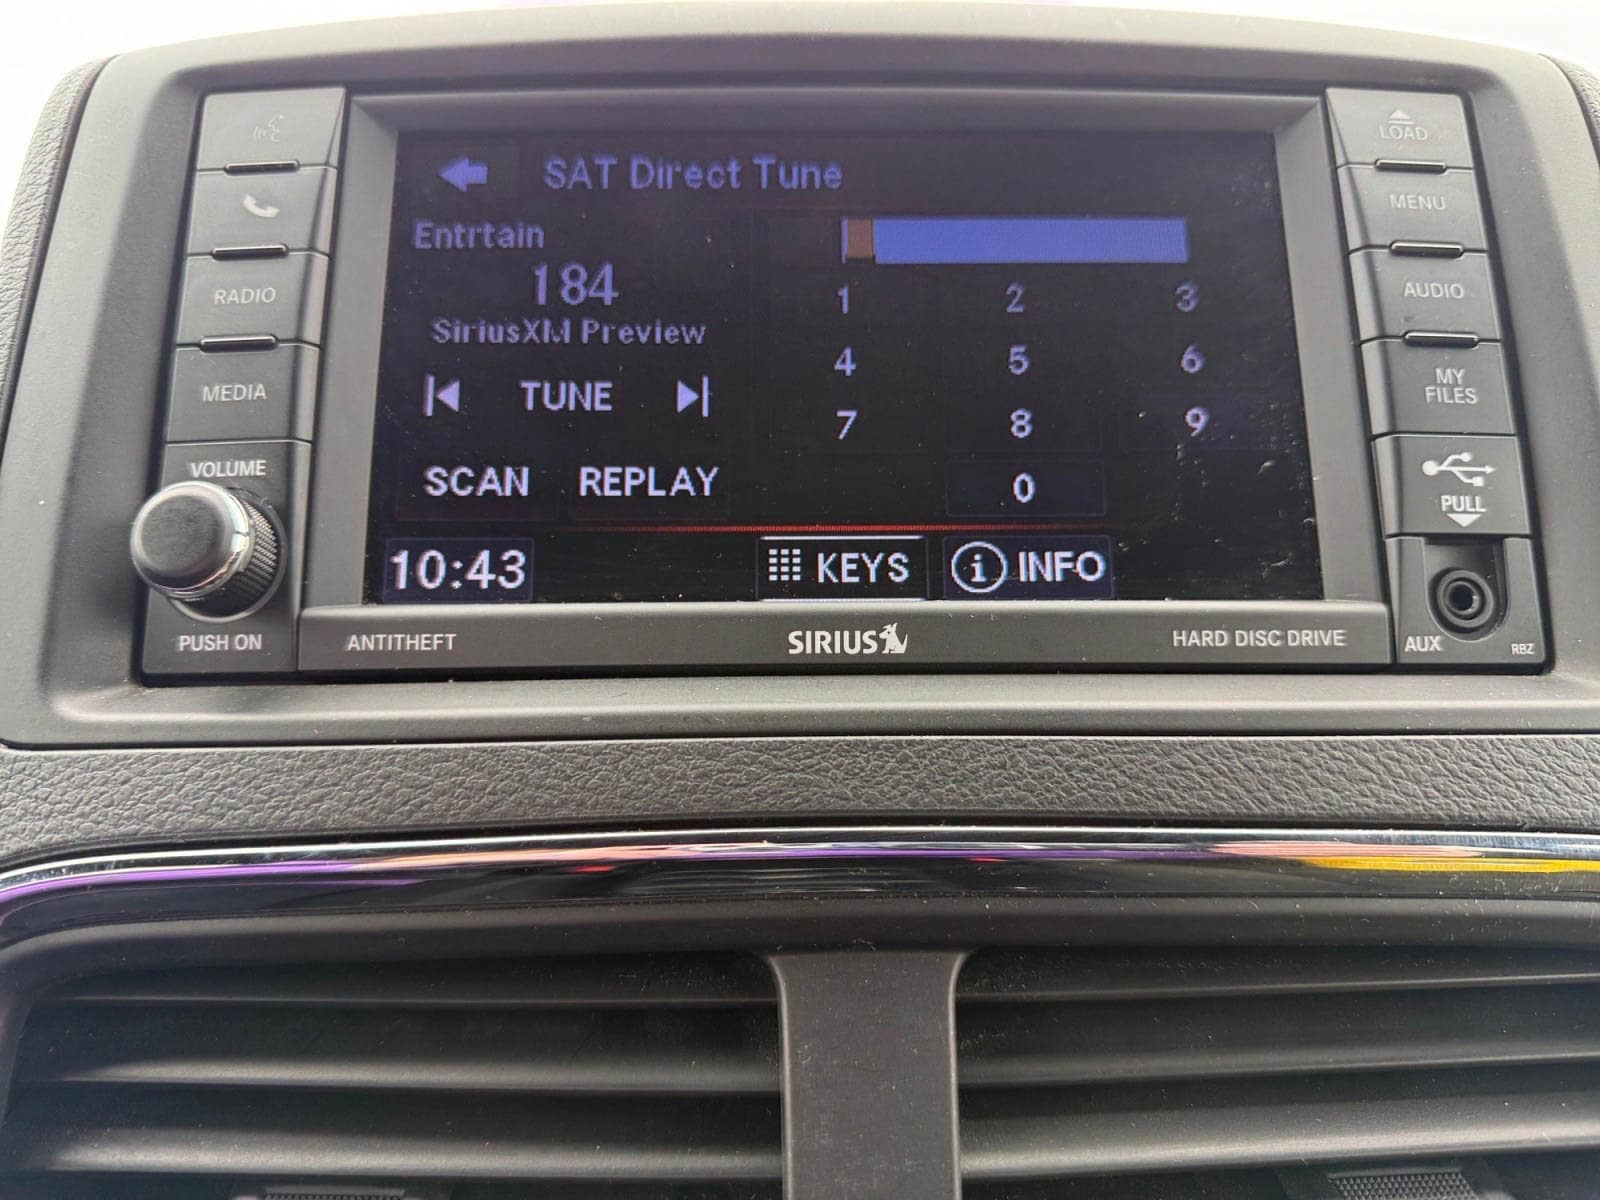 LOAD
SAT Direct Tune
MENU
Entrtain
184
1 2 3
RADIO
AUDIO
SiriusXM Preview
4 5 6
MEDIA
TUNE
MY
FILES
7 8 9
VOLUME
SCAN REPLAY
0
PULL
10:43
KEYS
i INFO
PUSH ON
ANTITHEFT
SIRIUS
HARD DISC DRIVE
AUX
RBZ